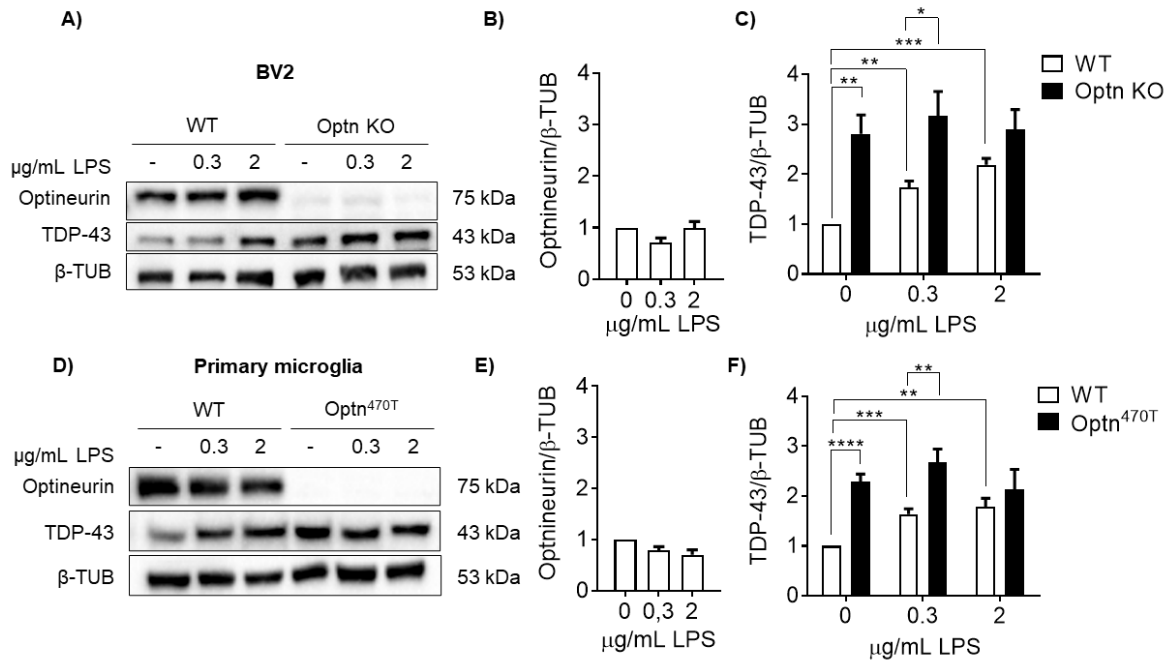 A)
BV2
WT Optn KO
µg/mL LPS - 0.3 2 - 0.3 2
Optineurin 75 kDa
TDP-43 43 kDa
β-TUB 53 kDa
B)
Optnineurin/β-TUB
4
3
2
1
0
0 0.3 2
µg/mL LPS
C)
*
***
**
**
WT
Optn KO
TDP-43/β-TUB
4
3
2
1
0
0 0.3 2
µg/mL LPS
D)
Primary microglia
WT Optn470T
µg/mL LPS - 0.3 2 - 0.3 2
Optineurin 75 kDa
TDP-43 43 kDa
β-TUB 53 kDa
E)
Optnineurin/β-TUB
4
3
2
1
0
0 0,3 2
µg/mL LPS
F)
**
**
***
****
WT
Optn470T
TDP-43/β-TUB
4
3
2
1
0
0 0.3 2
µg/mL LPS